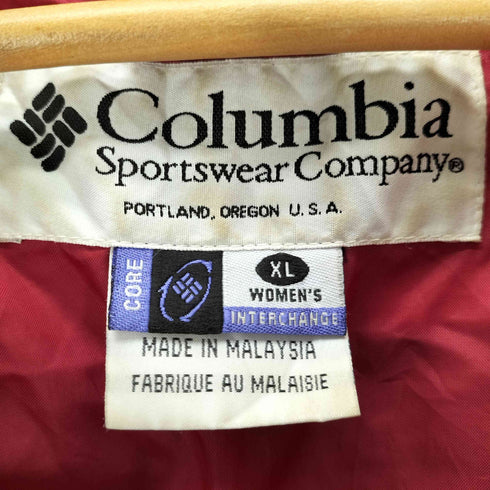 Columbia
Sportswear Company®
PORTLAND, OREGON U.S.A.
CORE
XL
WOMEN'S
INTERCHANGE
MADE IN MALAYSIA
FABRIQUE AU MALAISIE